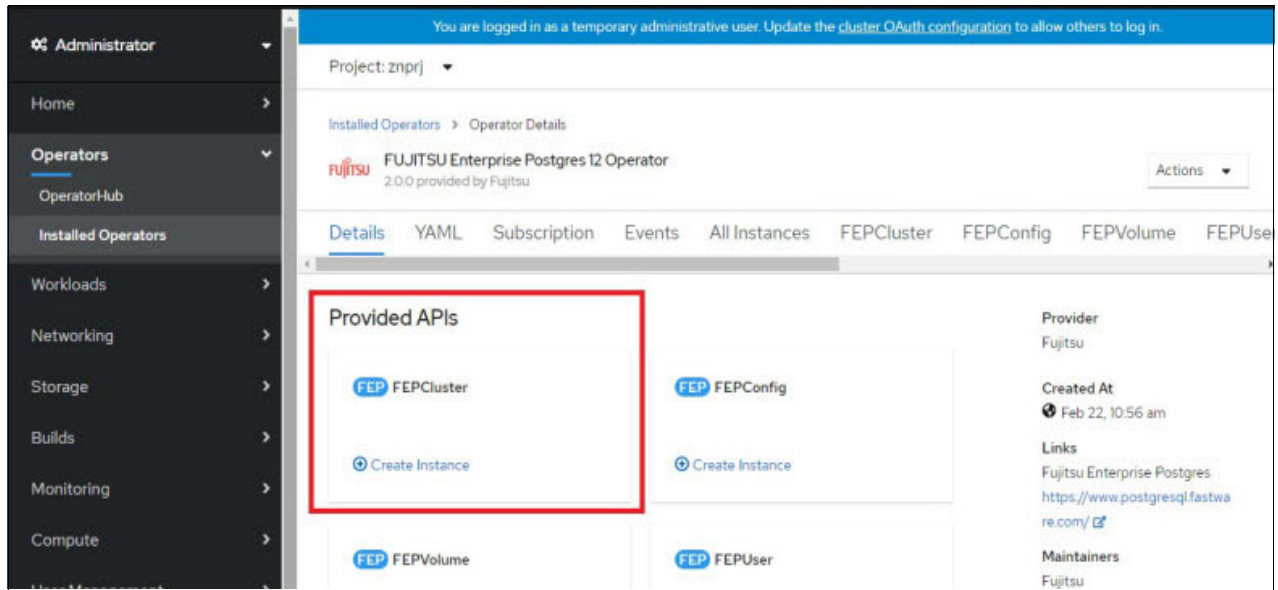 You are logged in as a temporary administrative user. Update the cluster OAuth configuration to allow others to log in.
Administrator
Home
Operators
OperatorHub
Installed Operators
Workloads
Networking
Storage
Builds
Monitoring
Compute
Project: znprj
Installed Operators > Operator Details
FUJITSU
FUJITSU Enterprise Postgres 12 Operator
2.0.0 provided by Fujitsu
Actions
Details YAML Subscription Events All Instances FEPCluster FEPConfig FEPVolume FEPUser
Provided APIs
FEP FEPCluster
Create Instance
FEP FEPConfig
Create Instance
FEP FEPVolume
FEP FEPUser
Provider
Fujitsu
Created At
Feb 22, 10:56 am
Links
Fujitsu Enterprise Postgres
https://www.postgresql.fastwa
re.com/
Maintainers
Fujitsu